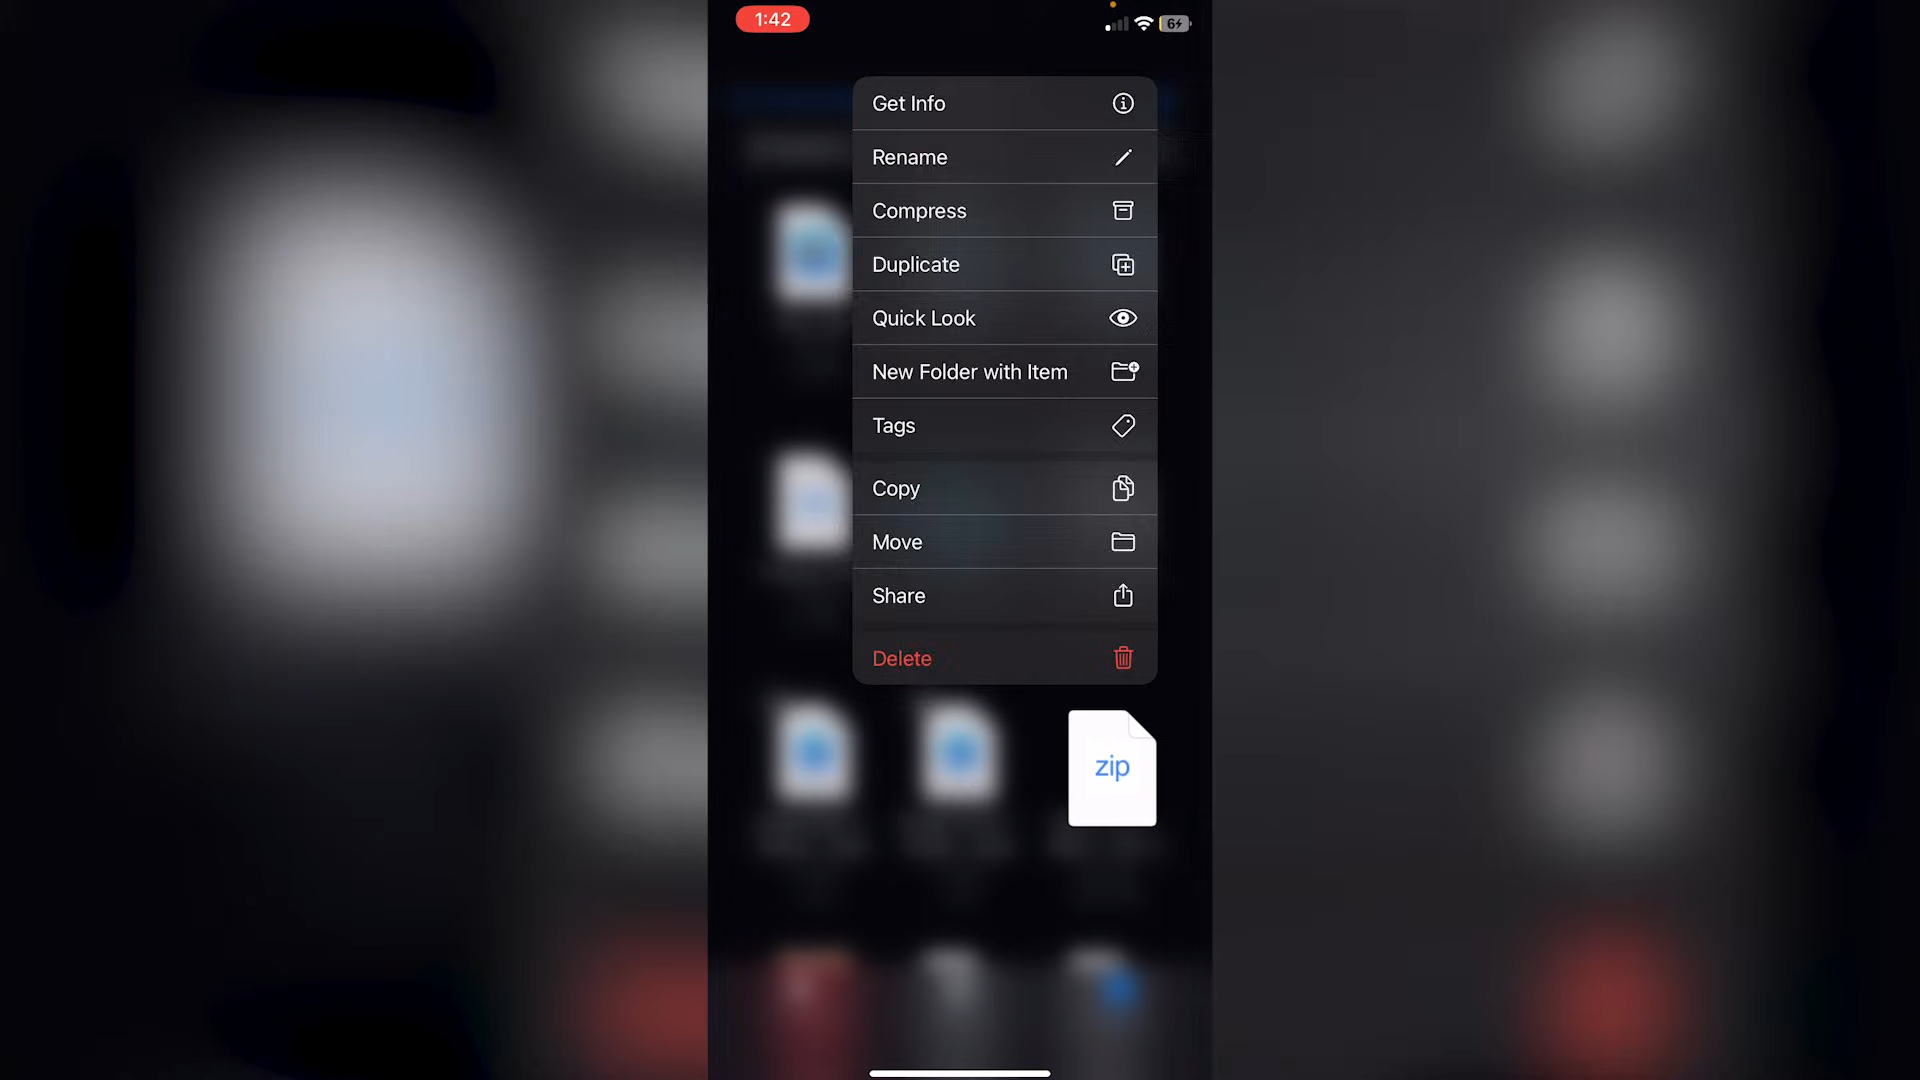 1:42
6
Get Info
Rename
Compress
Duplicate
Quick Look
New Folder with Item
Tags
Copy
Move
Share
Delete
zip